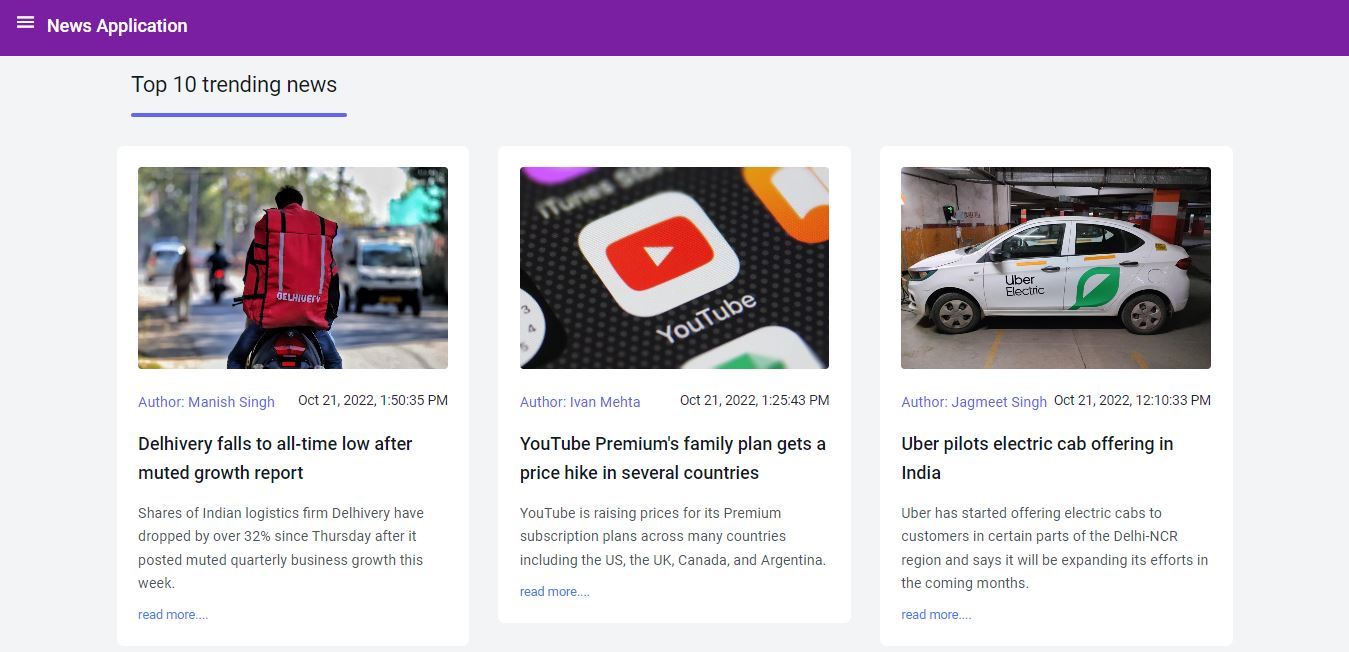 News Application
Top 10 trending news
DELHIVERY
iTunes
YouTube
3
4
5
Uber
Electric
Author: Manish Singh Oct 21, 2022, 1:50:35 PM
Author: Ivan Mehta Oct 21, 2022, 1:25:43 PM
Author: Jagmeet Singh Oct 21, 2022, 12:10:33 PM
Delhivery falls to all-time low after
muted growth report
YouTube Premium's family plan gets a
price hike in several countries
Uber pilots electric cab offering in
India
Shares of Indian logistics firm Delhivery have
dropped by over 32% since Thursday after it
posted muted quarterly business growth this
week.
read more....
YouTube is raising prices for its Premium
subscription plans across many countries
including the US, the UK, Canada, and Argentina.
read more....
Uber has started offering electric cabs to
customers in certain parts of the Delhi-NCR
region and says it will be expanding its efforts in
the coming months.
read more....